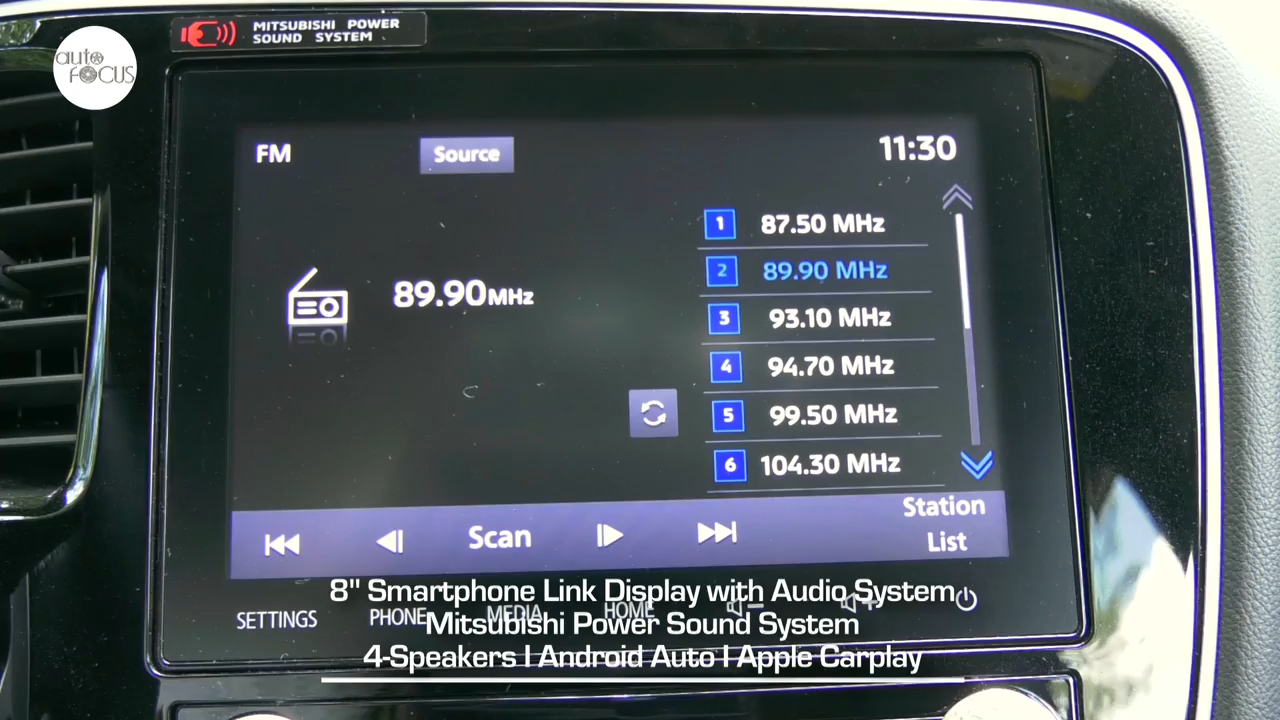 MITSUBISHI POWER
SOUND SYSTEM
auto
FOCUS
FM
Source
11:30
89.90MHz
1 87.50 MHz
2 89.90 MHz
3 93.10 MHz
4 94.70 MHz
5 99.50 MHz
6 104.30 MHz
Scan
Station
List
SETTINGS PHONE MEDIA HOME
8" Smartphone Link Display with Audio System
Mitsubishi Power Sound System
4-Speakers | Android Auto | Apple Carplay